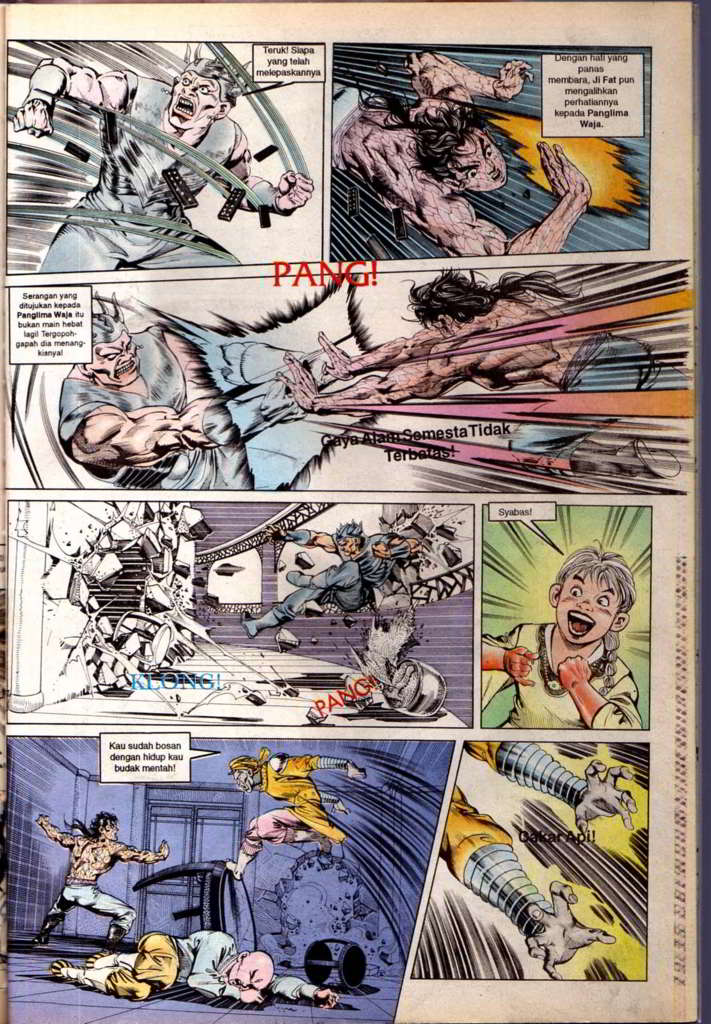 Teruk! Siapa
yang telah
melepaskannya
Dengan hati yang
panas
membara, Ji Fat pun
mengalihkan
perhatiannya
kepada Panglima
Waja.
PANG!
Serangan yang
ditujukan kepada
Panglima Waja itu
bukan main hebat
lagi! Tergopoh-
gapah dia menang-
kianya!
Gaya Alam Semesta Tidak
Terbatas!
KLONG!
PANG!
Syabas!
Kau sudah bosan
dengan hidup kau
budak mentah!
Cakar Api!